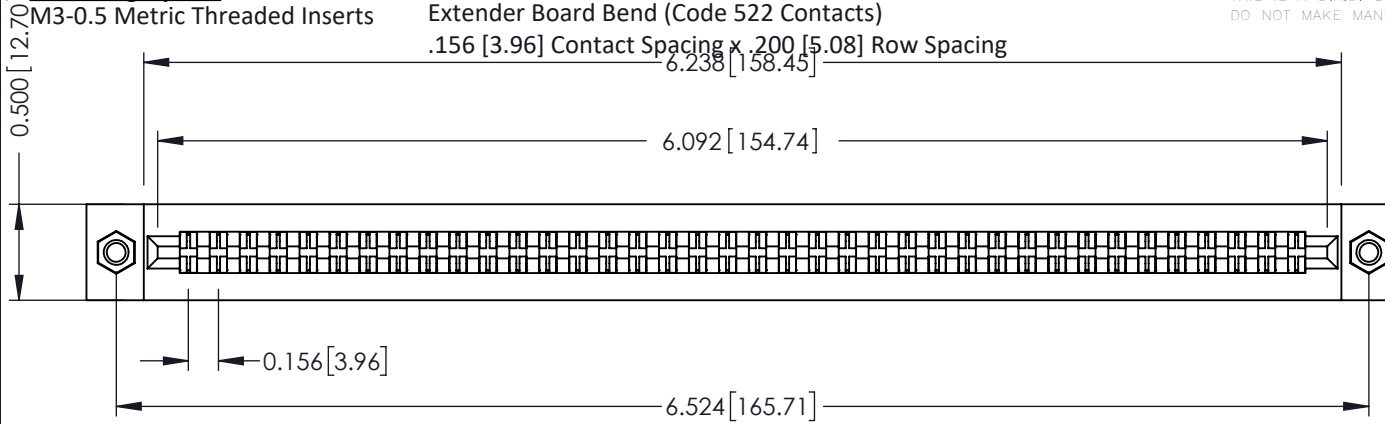 M3-0.5 Metric Threaded Inserts
Extender Board Bend (Code 522 Contacts)
DO NOT MAKE MAN
.156 [3.96] Contact Spacing x .200 [5.08] Row Spacing
6.238 [158.45]
0.500 [12.70]
6.092 [154.74]
0.156 [3.96]
6.524 [165.71]